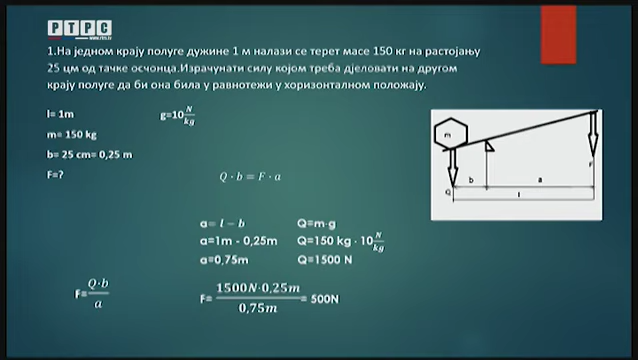 РТРС
www.rtrs.tv
1.На једном крају полуге дужине 1 м налази се терет масе 150 кг на растојању
25 цм од тачке осчонца.Израчунати силу којом треба дјеловати на другом
крају полуге да би она била у равнотежи у хоризонталном положају.
l= 1m g=10 N/kg
m= 150 kg
b= 25 cm= 0,25 m
F=?
Q · b = F · a
a= l − b Q=m·g
a=1m - 0,25m Q=150 kg · 10 N/kg
a=0,75m Q=1500 N
F= Q·b/a F= 1500N·0,25m/0,75m = 500N
m
F
b a
Q
l